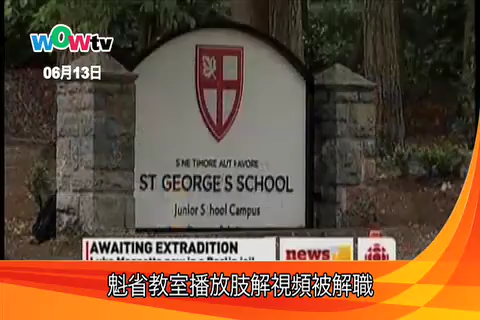 wowtv
06月13日
SINE TIMORE AUT FAVORE
ST GEORGE'S SCHOOL
Junior School Campus
AWAITING EXTRADITION
news
魁省教室播放肢解視頻被解職